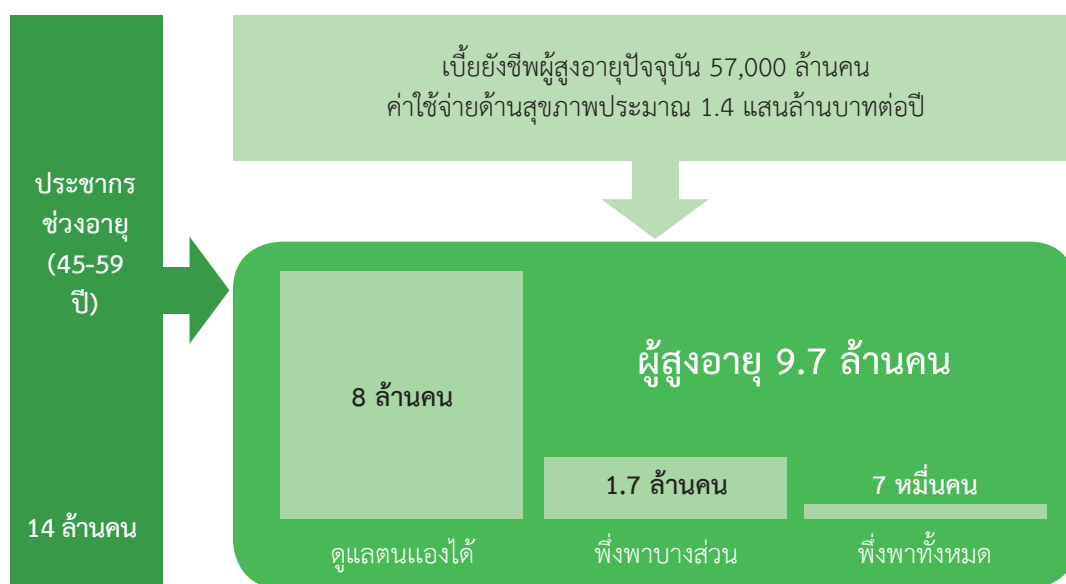 เบี้ยยังชีพผู้สูงอายุปัจจุบัน 57,000 ล้านคน
ค่าใช้จ่ายด้านสุขภาพประมาณ 1.4 แสนล้านบาทต่อปี
ประชากร
ช่วงอายุ
(45-59
ปี)
14 ล้านคน
ผู้สูงอายุ 9.7 ล้านคน
8 ล้านคน
1.7 ล้านคน
7 หมื่นคน
ดูแลตนแองได้
พึ่งพาบางส่วน
พึ่งพาทั้งหมด